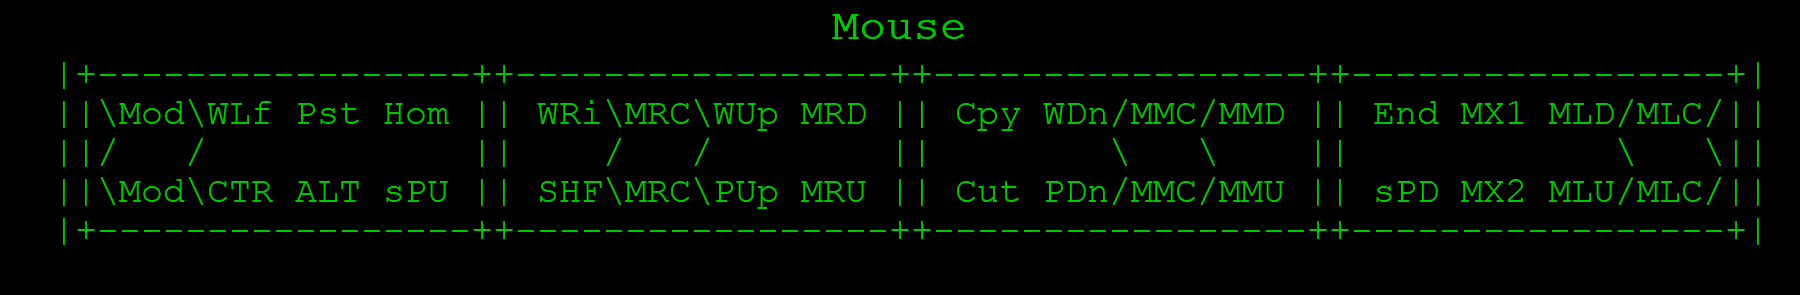 Mouse
|+-----------------++-----------------++-----------------++-----------------+|
||\Mod\WLf Pst Hom || WRi\MRC\WUp MRD || Cpy WDn/MMC/MMD || End MX1 MLD/MLC/||
||/   /            ||    /   /        ||       \   \    ||           \   \||
||\Mod\CTR ALT sPU || SHF\MRC\PUp MRU || Cut PDn/MMC/MMU || sPD MX2 MLU/MLC/||
|+-----------------++-----------------++-----------------++-----------------+|